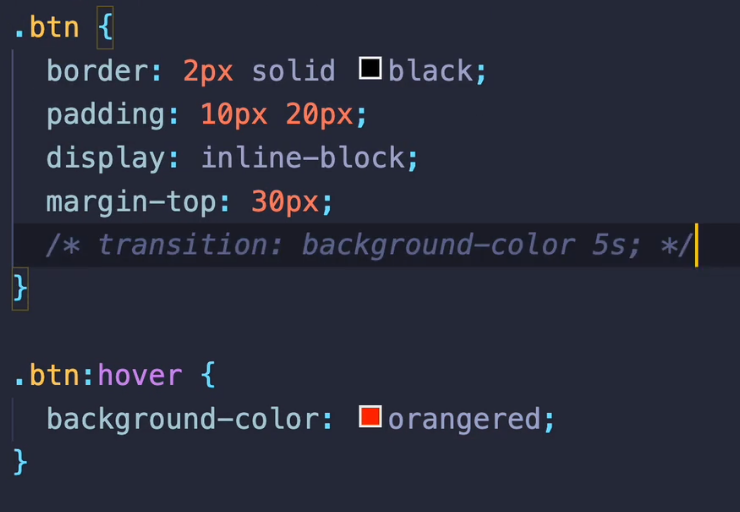 .btn {
border: 2px solid black;
padding: 10px 20px;
display: inline-block;
margin-top: 30px;
/* transition: background-color 5s; */
}
.btn:hover {
background-color: orangered;
}